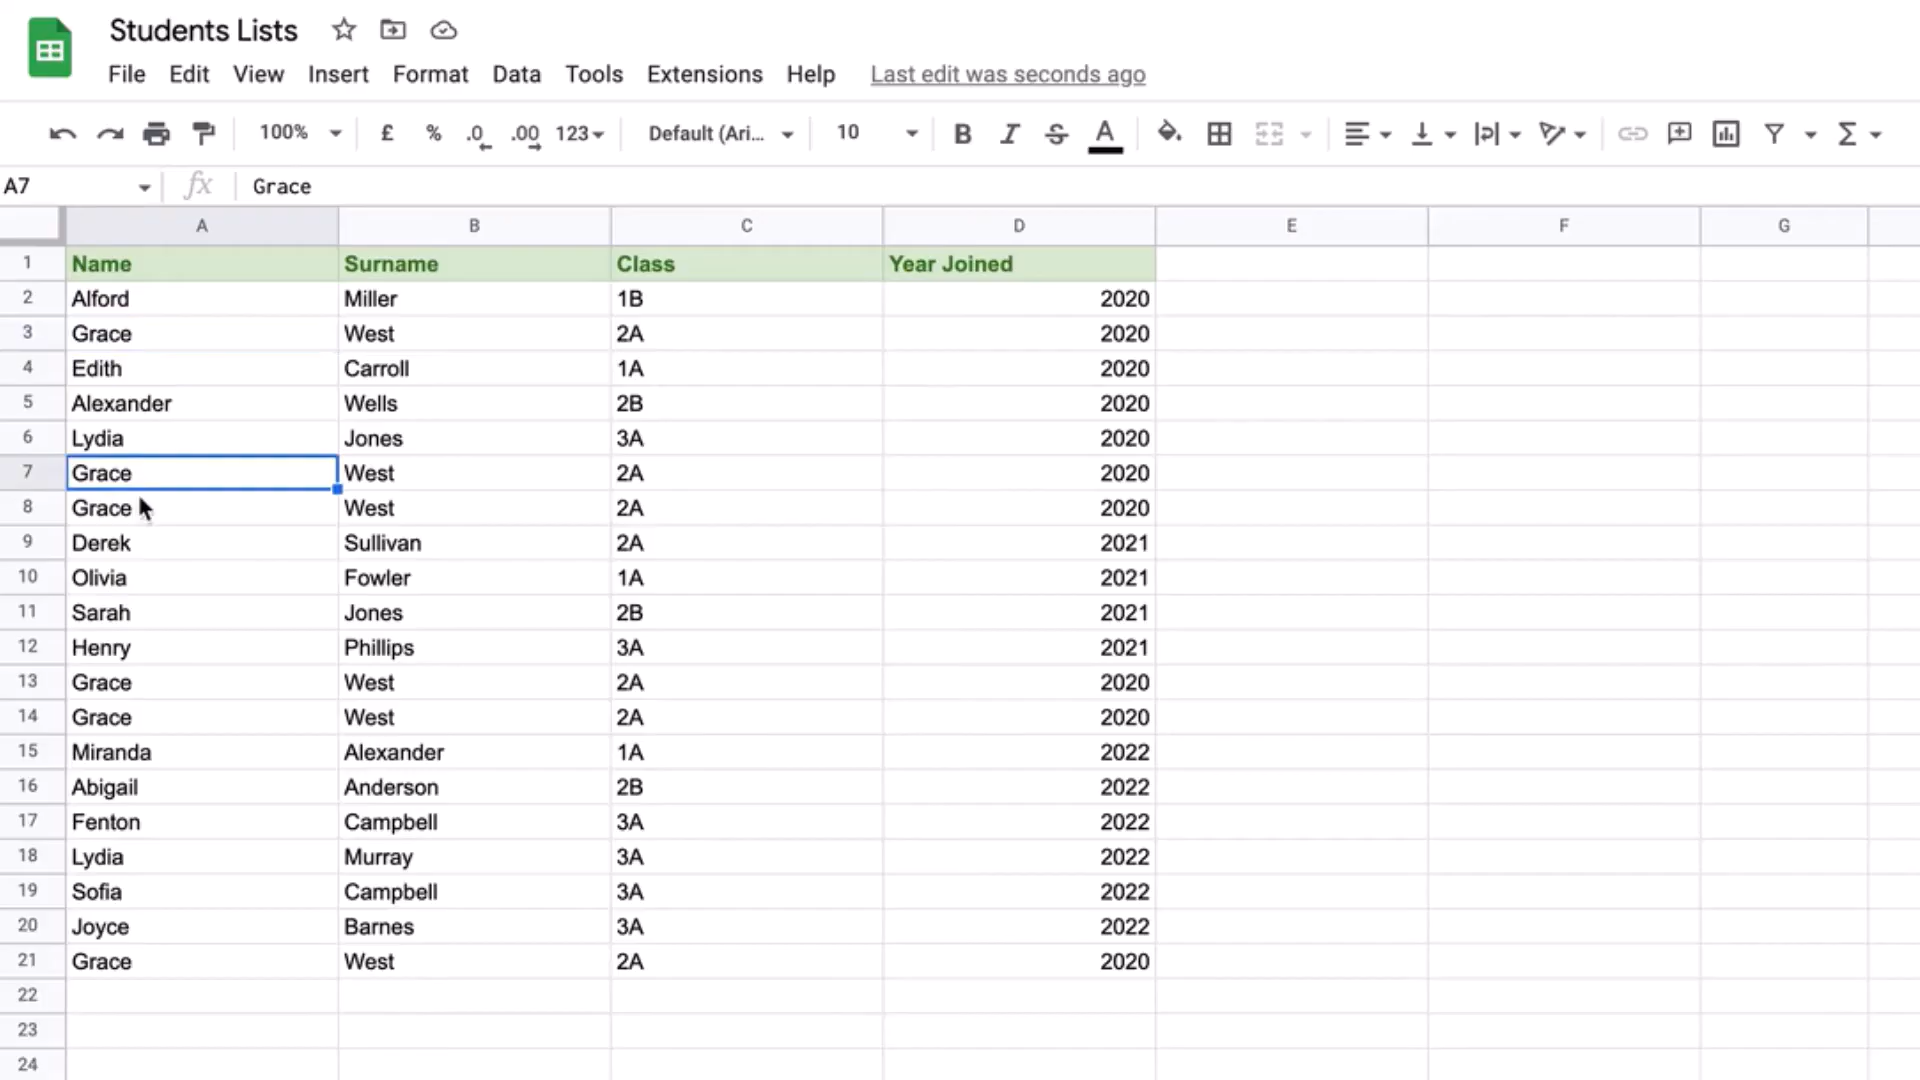 Students Lists
File Edit View Insert Format Data Tools Extensions Help Last edit was seconds ago
100% £ % .0 .00 123 Default (Ari... 10 B I S A
A7 fx Grace
A B C D E F G
1 Name Surname Class Year Joined
2 Alford Miller 1B 2020
3 Grace West 2A 2020
4 Edith Carroll 1A 2020
5 Alexander Wells 2B 2020
6 Lydia Jones 3A 2020
7 Grace West 2A 2020
8 Grace West 2A 2020
9 Derek Sullivan 2A 2021
10 Olivia Fowler 1A 2021
11 Sarah Jones 2B 2021
12 Henry Phillips 3A 2021
13 Grace West 2A 2020
14 Grace West 2A 2020
15 Miranda Alexander 1A 2022
16 Abigail Anderson 2B 2022
17 Fenton Campbell 3A 2022
18 Lydia Murray 3A 2022
19 Sofia Campbell 3A 2022
20 Joyce Barnes 3A 2022
21 Grace West 2A 2020
22
23
24